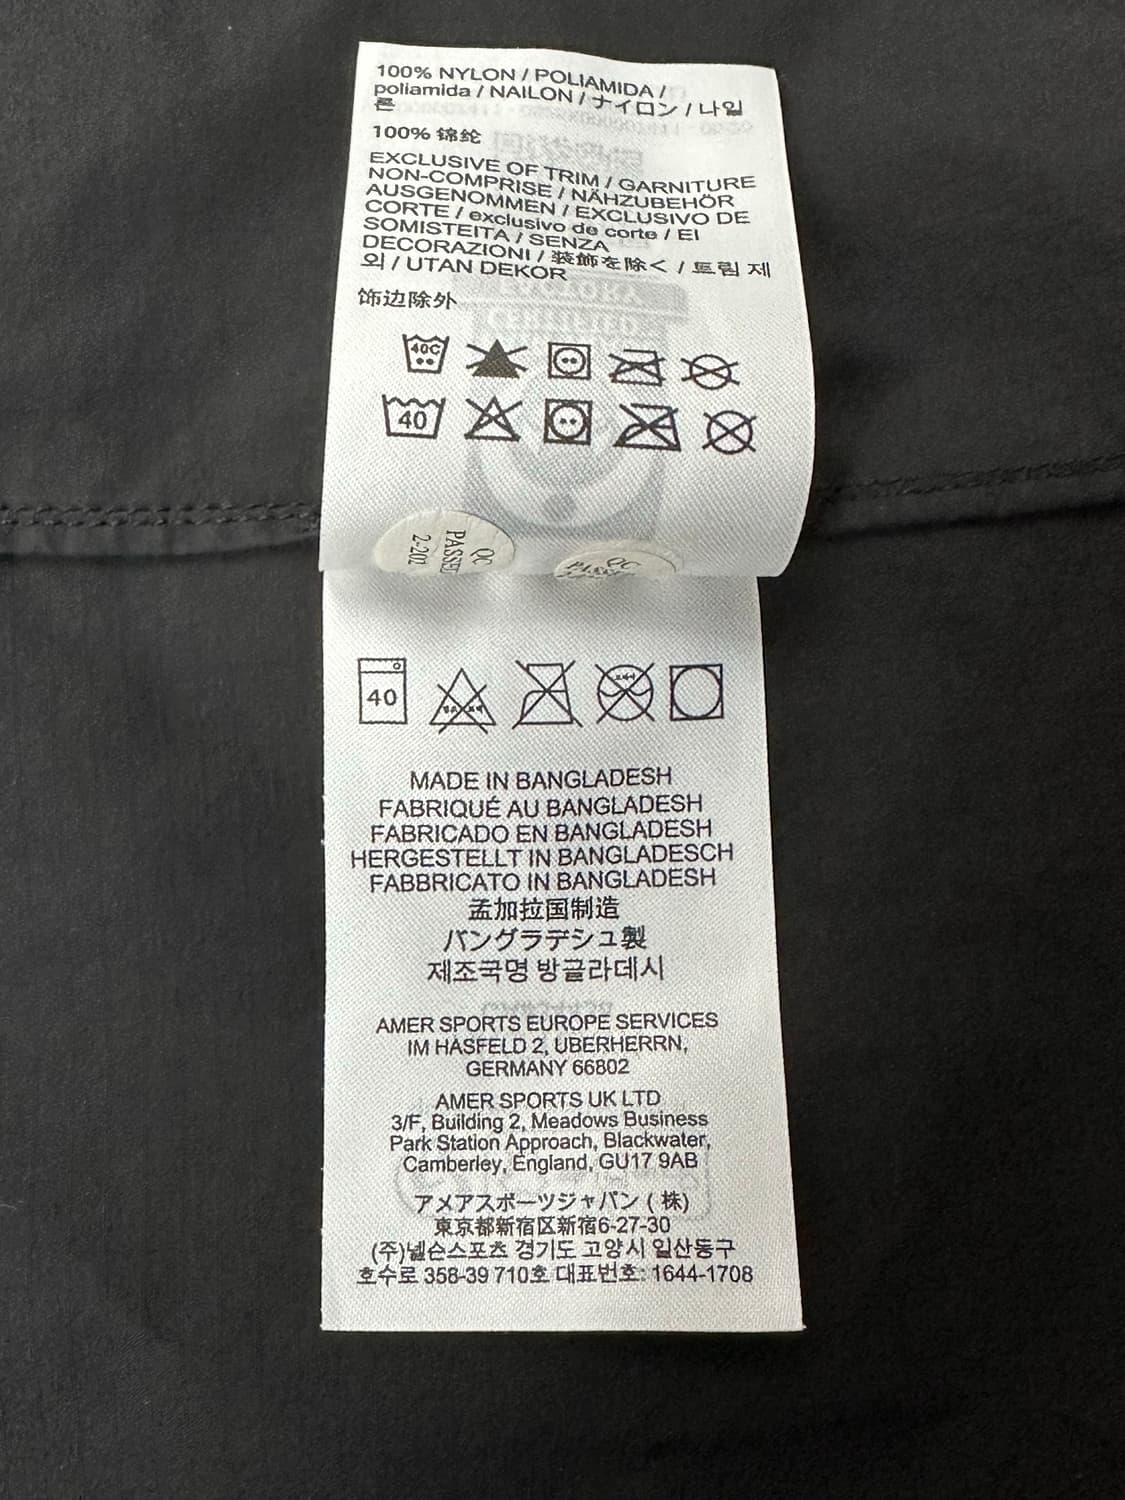 100% NYLON / POLIAMIDA /
poliamida / NAILON / ナイロン / 나일
론
100% 锦纶
EXCLUSIVE OF TRIM / GARNITURE
NON-COMPRISE / NÄHZUBEHÖR
AUSGENOMMEN / EXCLUSIVO DE
CORTE / exclusivo de corte / EI
SOMISTEITA / SENZA
DECORAZIONI / 装飾を除く / 트림 제
외 / UTAN DEKOR
饰边除外
40C
40
QC
PASSED
2-202
QC
40
MADE IN BANGLADESH
FABRIQUÉ AU BANGLADESH
FABRICADO EN BANGLADESH
HERGESTELLT IN BANGLADESCH
FABBRICATO IN BANGLADESH
孟加拉国制造
バングラデシュ製
제조국명 방글라데시
AMER SPORTS EUROPE SERVICES
IM HASFELD 2, UBERHERRN,
GERMANY 66802
AMER SPORTS UK LTD
3/F, Building 2, Meadows Business
Park Station Approach, Blackwater,
Camberley, England, GU17 9AB
アメアスポーツジャパン ( 株)
東京都新宿区新宿6-27-30
(주)넬슨스포츠 경기도 고양시 일산동구
호수로 358-39 710호 대표번호: 1644-1708